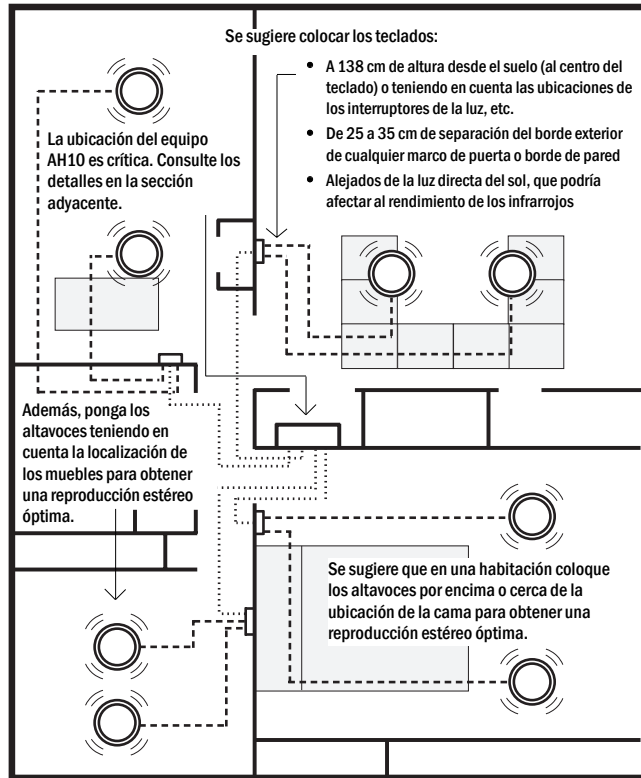 Se sugiere colocar los teclados:
• A 138 cm de altura desde el suelo (al centro del
teclado) o teniendo en cuenta las ubicaciones de
los interruptores de la luz, etc.
• De 25 a 35 cm de separación del borde exterior
de cualquier marco de puerta o borde de pared
• Alejados de la luz directa del sol, que podría
afectar al rendimiento de los infrarrojos
La ubicación del equipo
AH10 es crítica. Consulte los
detalles en la sección
adyacente.
Además, ponga los
altavoces teniendo en
cuenta la localización de
los muebles para obtener
una reproducción estéreo
óptima.
Se sugiere que en una habitación coloque
los altavoces por encima o cerca de la
ubicación de la cama para obtener una
reproducción estéreo óptima.